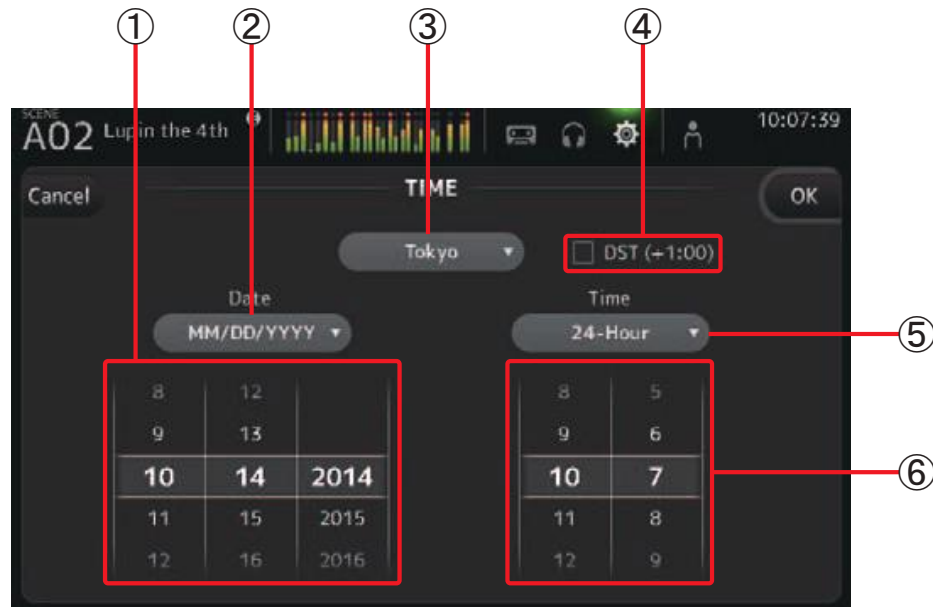 ① ② ③ ④
SCENE
A02 Lupin the 4th
10:07:39
Cancel
TIME
OK
Tokyo ▼
DST (+1:00)
Date
Time
MM/DD/YYYY ▼
24-Hour ▼
⑤
8 12 8 5
9 13 9 6
10 14 2014 10 7
⑥
11 15 2015 11 8
12 16 2016 12 9